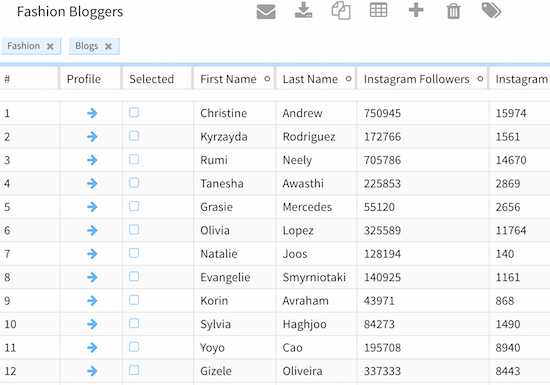 Fashion Bloggers
Fashion × Blogs ×
# Profile Selected First Name Last Name Instagram Followers Instagram
1 Christine Andrew 750945 15974
2 Kyrzayda Rodriguez 172766 1561
3 Rumi Neely 705786 14670
4 Tanesha Awasthi 225853 2869
5 Grasie Mercedes 55120 2656
6 Olivia Lopez 325589 11764
7 Natalie Joos 128194 140
8 Evangelie Smyrniotaki 140925 1161
9 Korin Avraham 43971 868
10 Sylvia Haghjoo 84273 1490
11 Yoyo Cao 195708 8940
12 Gizele Oliveira 337333 8443